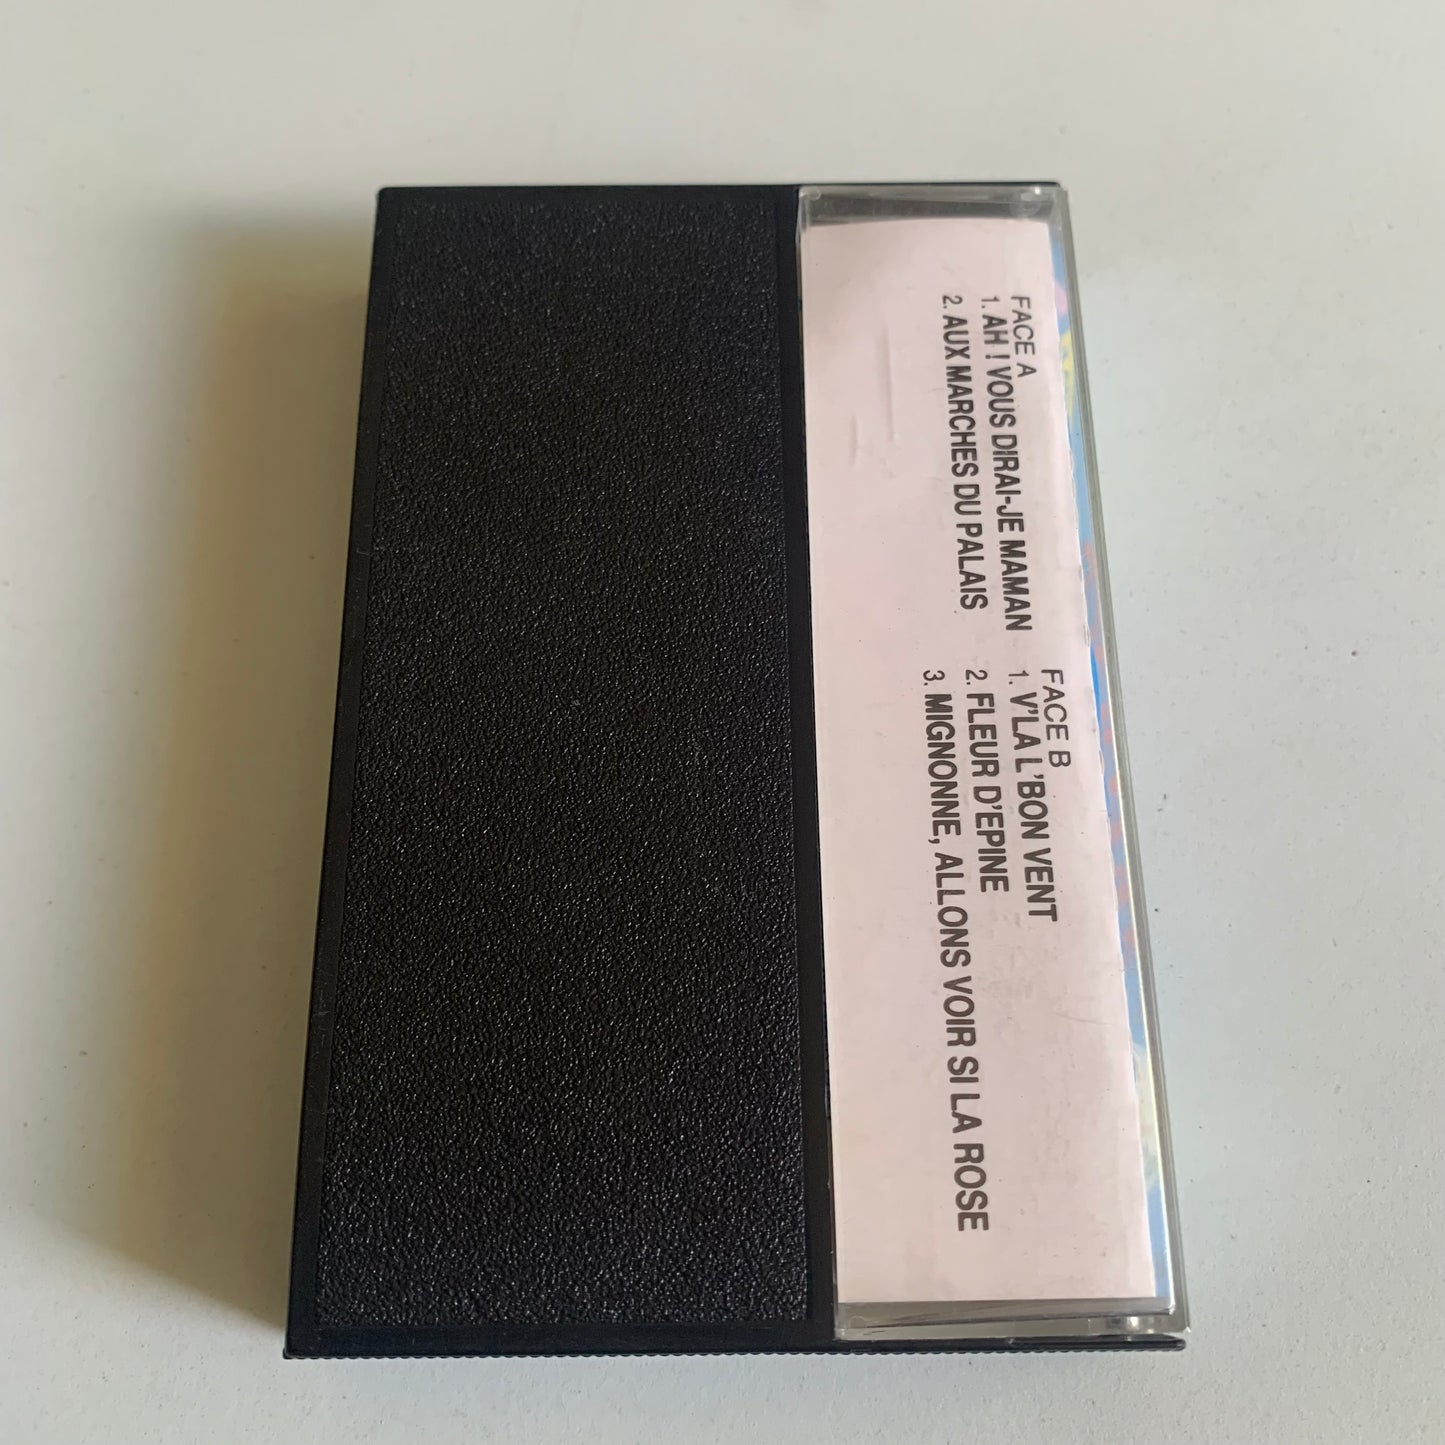 FACE A
1. AH ! VOUS DIRAI-JE MAMAN
2. AUX MARCHES DU PALAIS
FACE B
1. V'LA L'BON VENT
2. FLEUR D'EPINE
3. MIGNONNE, ALLONS VOIR SI LA ROSE